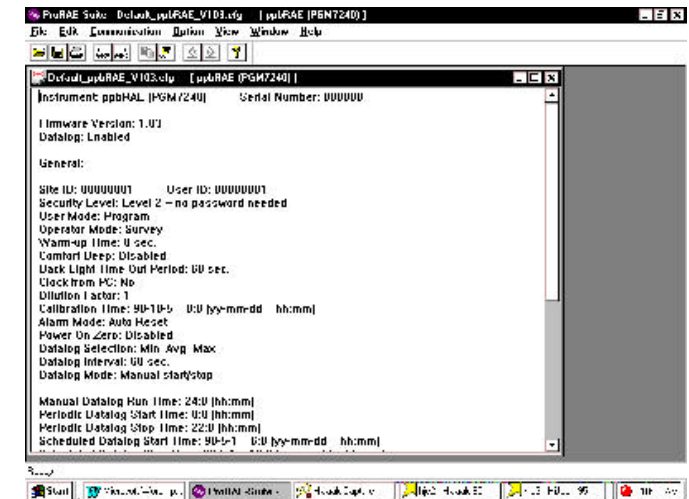 ProRAE Suite - Default_ppbRAE_V103.cfg [ ppbRAE (PGM7240) ]
File Edit Communication Option View Window Help
Default_ppbRAE_V103.cfg [ ppbRAE (PGM7240) ]
Instrument: ppbRAE (PGM7240) Serial Number: 000000
Firmware Version: 1.03
Datalog: Enabled
General:
Site ID: 00000001 User ID: 00000001
Security Level: Level 2 -- no password needed
User Mode: Program
Operator Mode: Survey
Warm-up Time: 0 sec.
Comfort Beep: Disabled
Back Light Time Out Period: 60 sec.
Clock from PC: No
Dilution Factor: 1
Calibration Time: 98-10-5 0:0 (yy-mm-dd hh:mm)
Alarm Mode: Auto Reset
Power On Zero: Disabled
Datalog Selection: Min Avg Max
Datalog Interval: 60 sec.
Datalog Mode: Manual start/stop
Manual Datalog Run Time: 24:0 (hh:mm)
Periodic Datalog Start Time: 0:0 (hh:mm)
Periodic Datalog Stop Time: 22:0 (hh:mm)
Scheduled Datalog Start Time: 98-5-1 6:0 (yy-mm-dd hh:mm)
Ready
Start Microsoft Word ProRAE Suite -